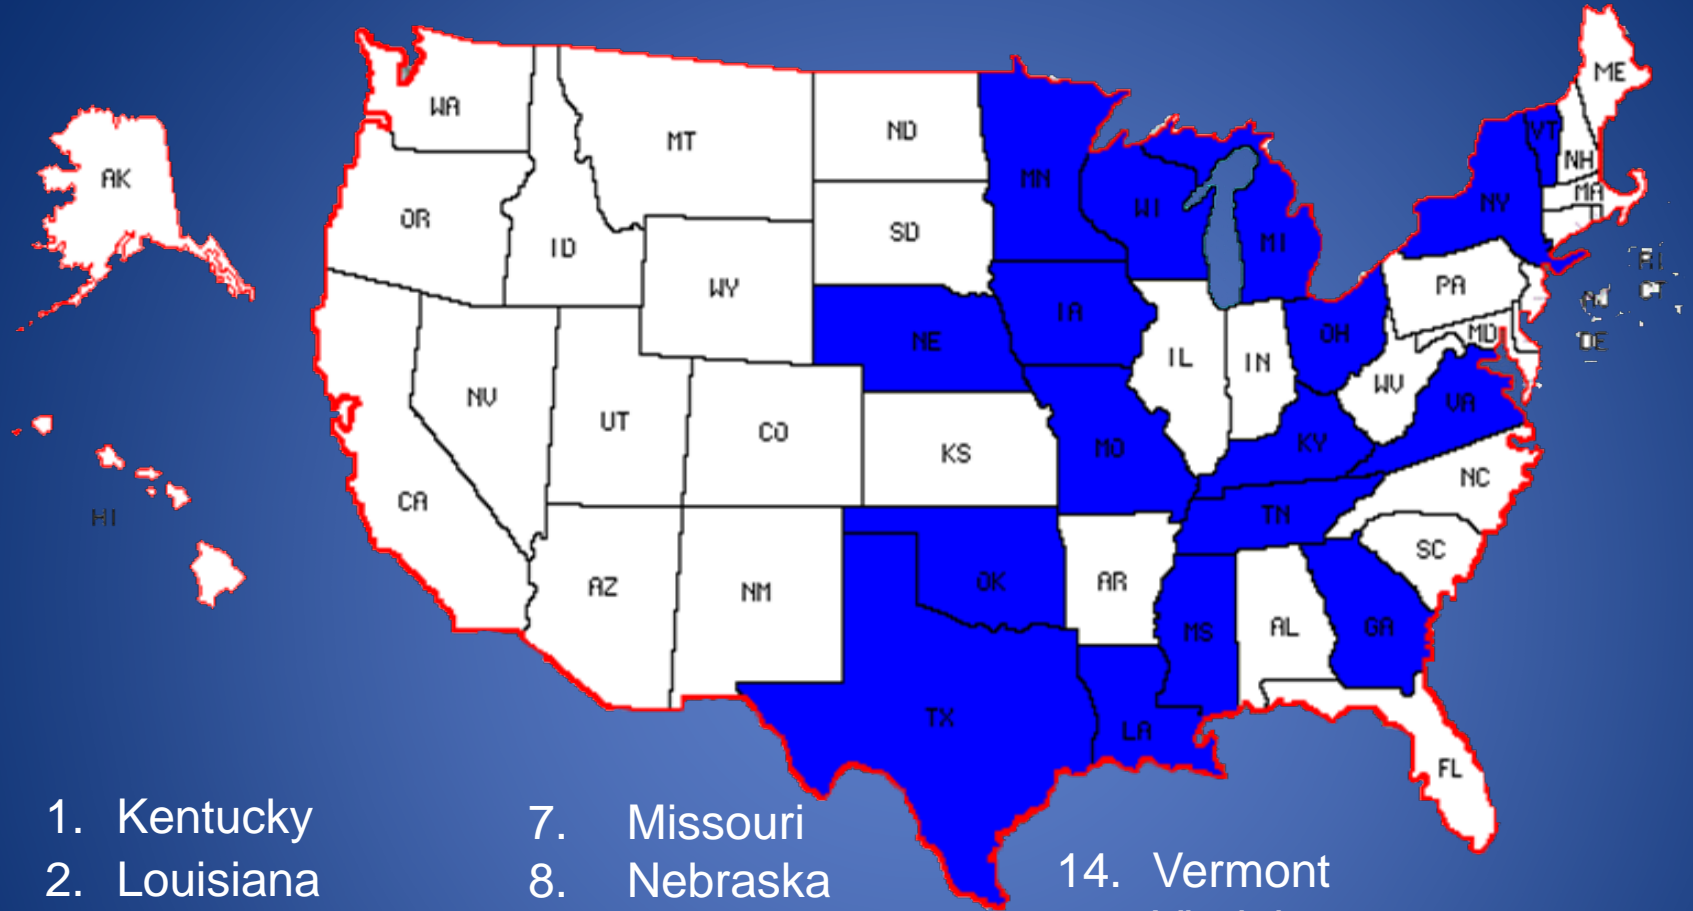 ME
WA
VT
ND
MT
NH
AK
MN
MA
NY
WI
OR
SD
MI
ID
RI
PA
WY
CT
NJ
IA
OH
MD
NE
DE
IL
IN
WV
NV
VA
UT
CO
KY
MO
KS
NC
CA
TN
HI
SC
OK
AR
AZ
NM
AL
GA
MS
TX
LA
FL
1. Kentucky
2. Louisiana
7. Missouri
8. Nebraska
14. Vermont